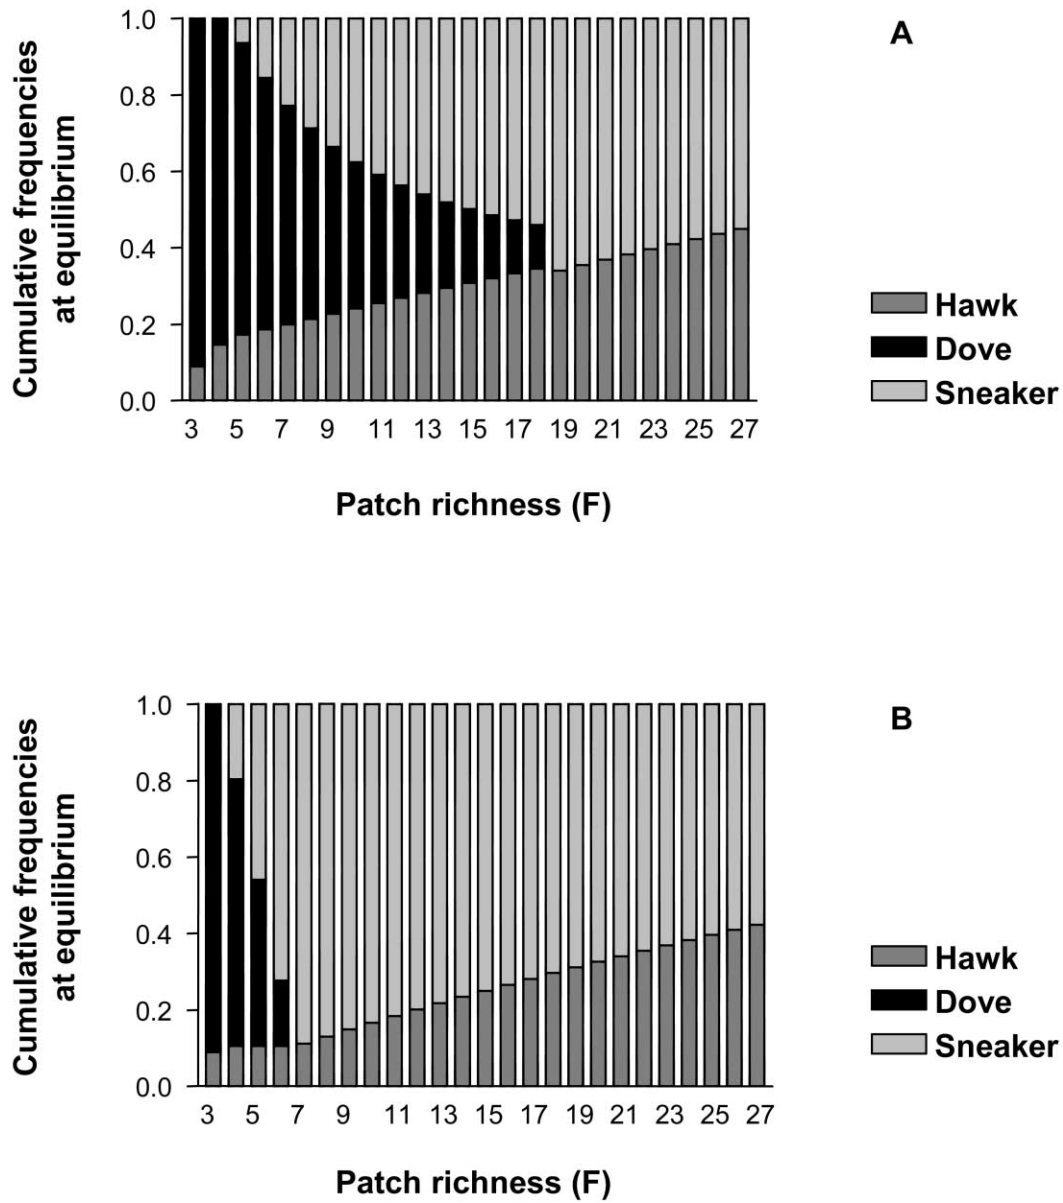 A
Cumulative frequencies
at equilibrium
1.0
0.8
0.6
0.4
0.2
0.0
3 5 7 9 11 13 15 17 19 21 23 25 27
Patch richness (F)
Hawk
Dove
Sneaker
B
Cumulative frequencies
at equilibrium
1.0
0.8
0.6
0.4
0.2
0.0
3 5 7 9 11 13 15 17 19 21 23 25 27
Patch richness (F)
Hawk
Dove
Sneaker